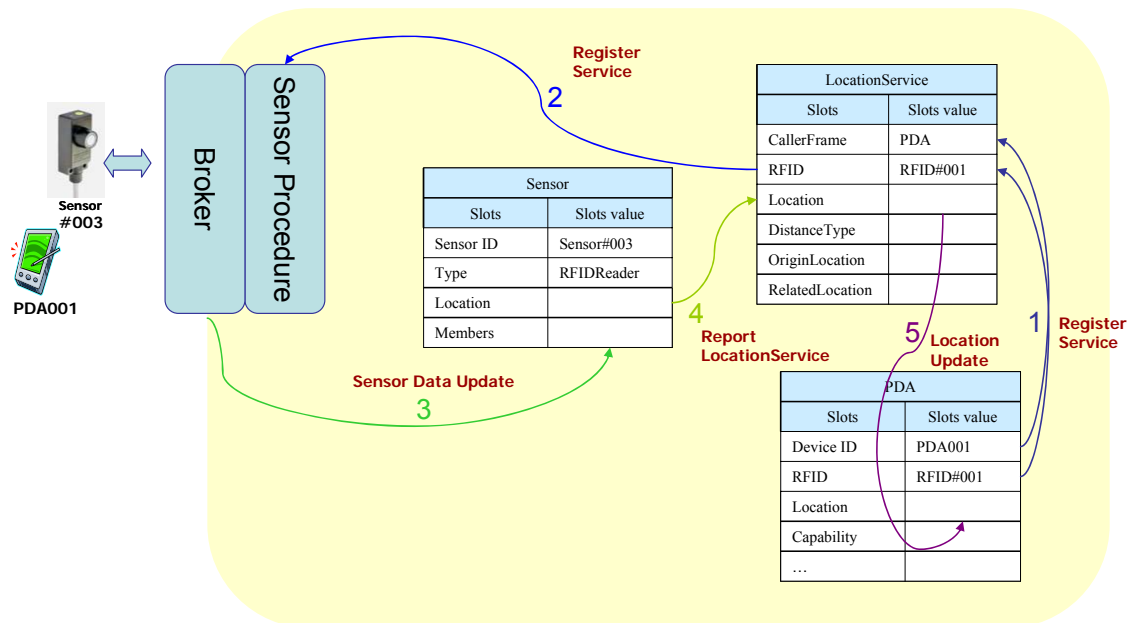 Register
Service
2
LocationService
Slots
Slots value
CallerFrame
PDA
RFID
RFID#001
Location
DistanceType
OriginLocation
RelatedLocation
Broker
Sensor Procedure
Sensor
#003
PDA001
Sensor
Slots
Slots value
Sensor ID
Sensor#003
Type
RFIDReader
Location
Members
4
Report
LocationService
5
Location
Update
1
Register
Service
Sensor Data Update
3
PDA
Slots
Slots value
Device ID
PDA001
RFID
RFID#001
Location
Capability
…